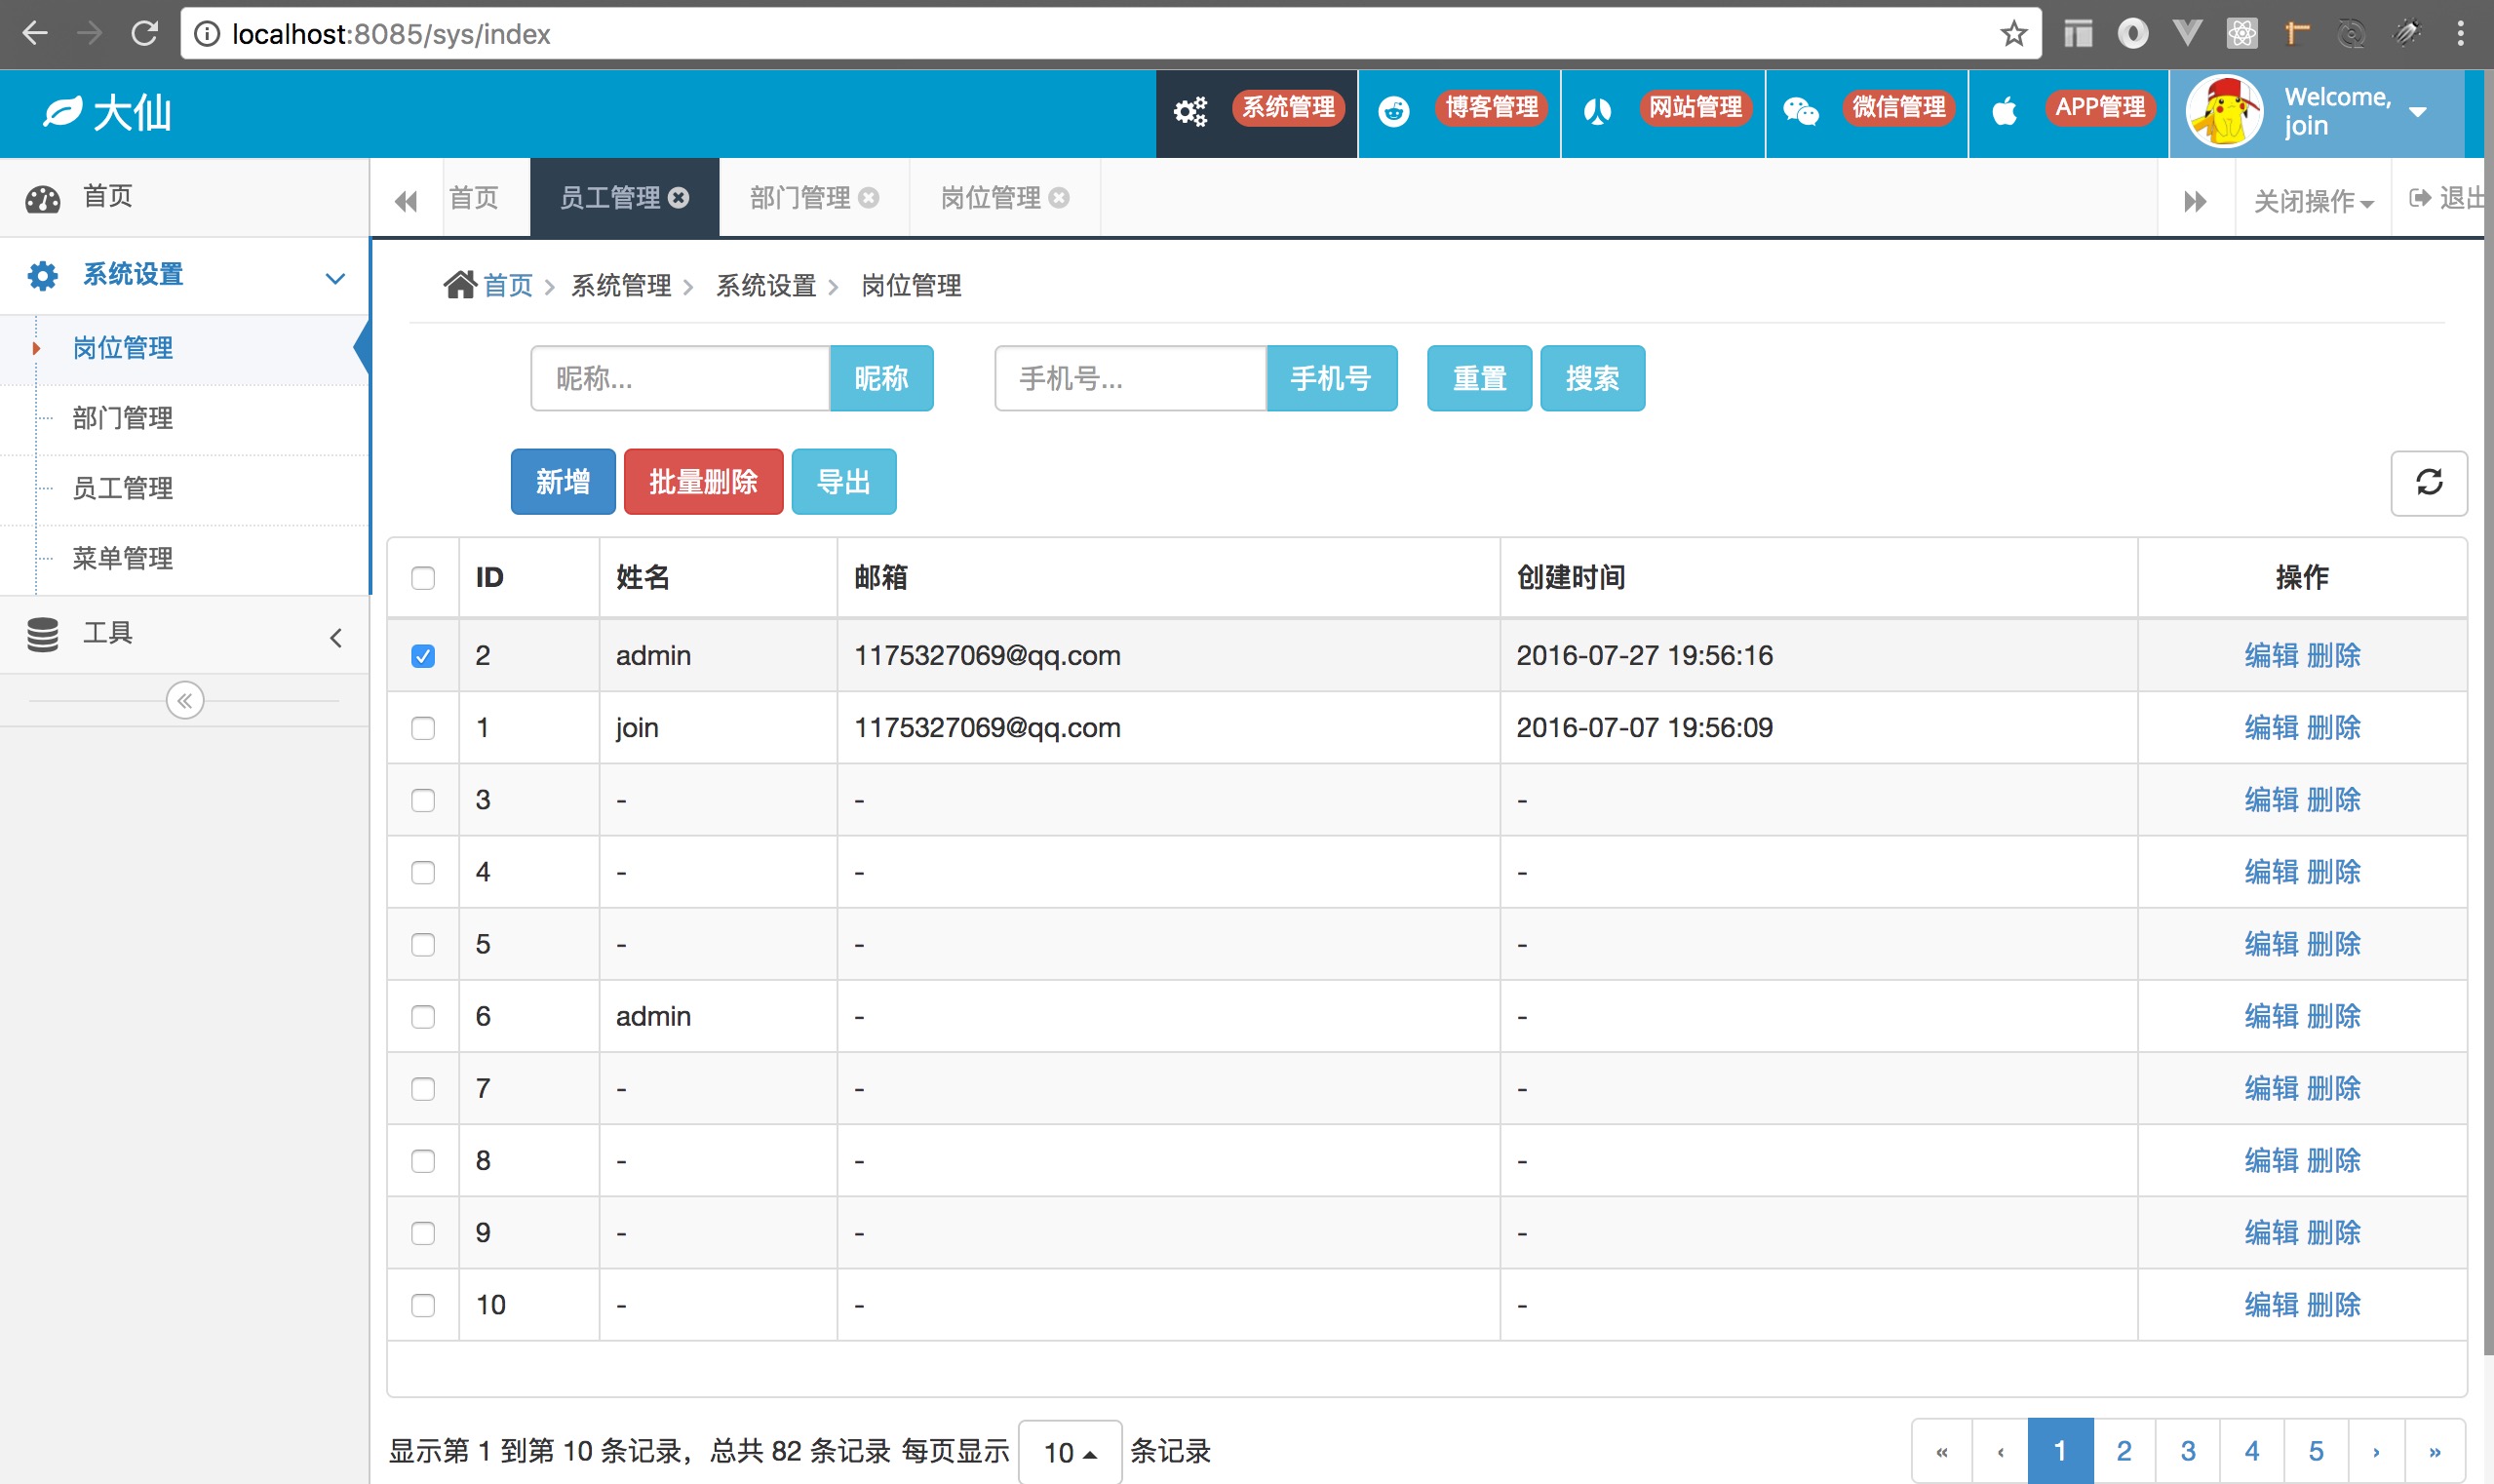 localhost:8085/sys/index
大仙
系统管理 博客管理 网站管理 微信管理 APP管理 Welcome, join
首页 员工管理 部门管理 岗位管理 关闭操作 退出
首页
系统设置
岗位管理
部门管理
员工管理
菜单管理
工具
首页 系统管理 系统设置 岗位管理
昵称... 昵称 手机号... 手机号 重置 搜索
新增 批量删除 导出
ID 姓名 邮箱 创建时间 操作
2 admin 1175327069@qq.com 2016-07-27 19:56:16 编辑 删除
1 join 1175327069@qq.com 2016-07-07 19:56:09 编辑 删除
3 - - - 编辑 删除
4 - - - 编辑 删除
5 - - - 编辑 删除
6 admin - - 编辑 删除
7 - - - 编辑 删除
8 - - - 编辑 删除
9 - - - 编辑 删除
10 - - - 编辑 删除
显示第 1 到第 10 条记录，总共 82 条记录 每页显示 10 条记录
« ‹ 1 2 3 4 5 › »